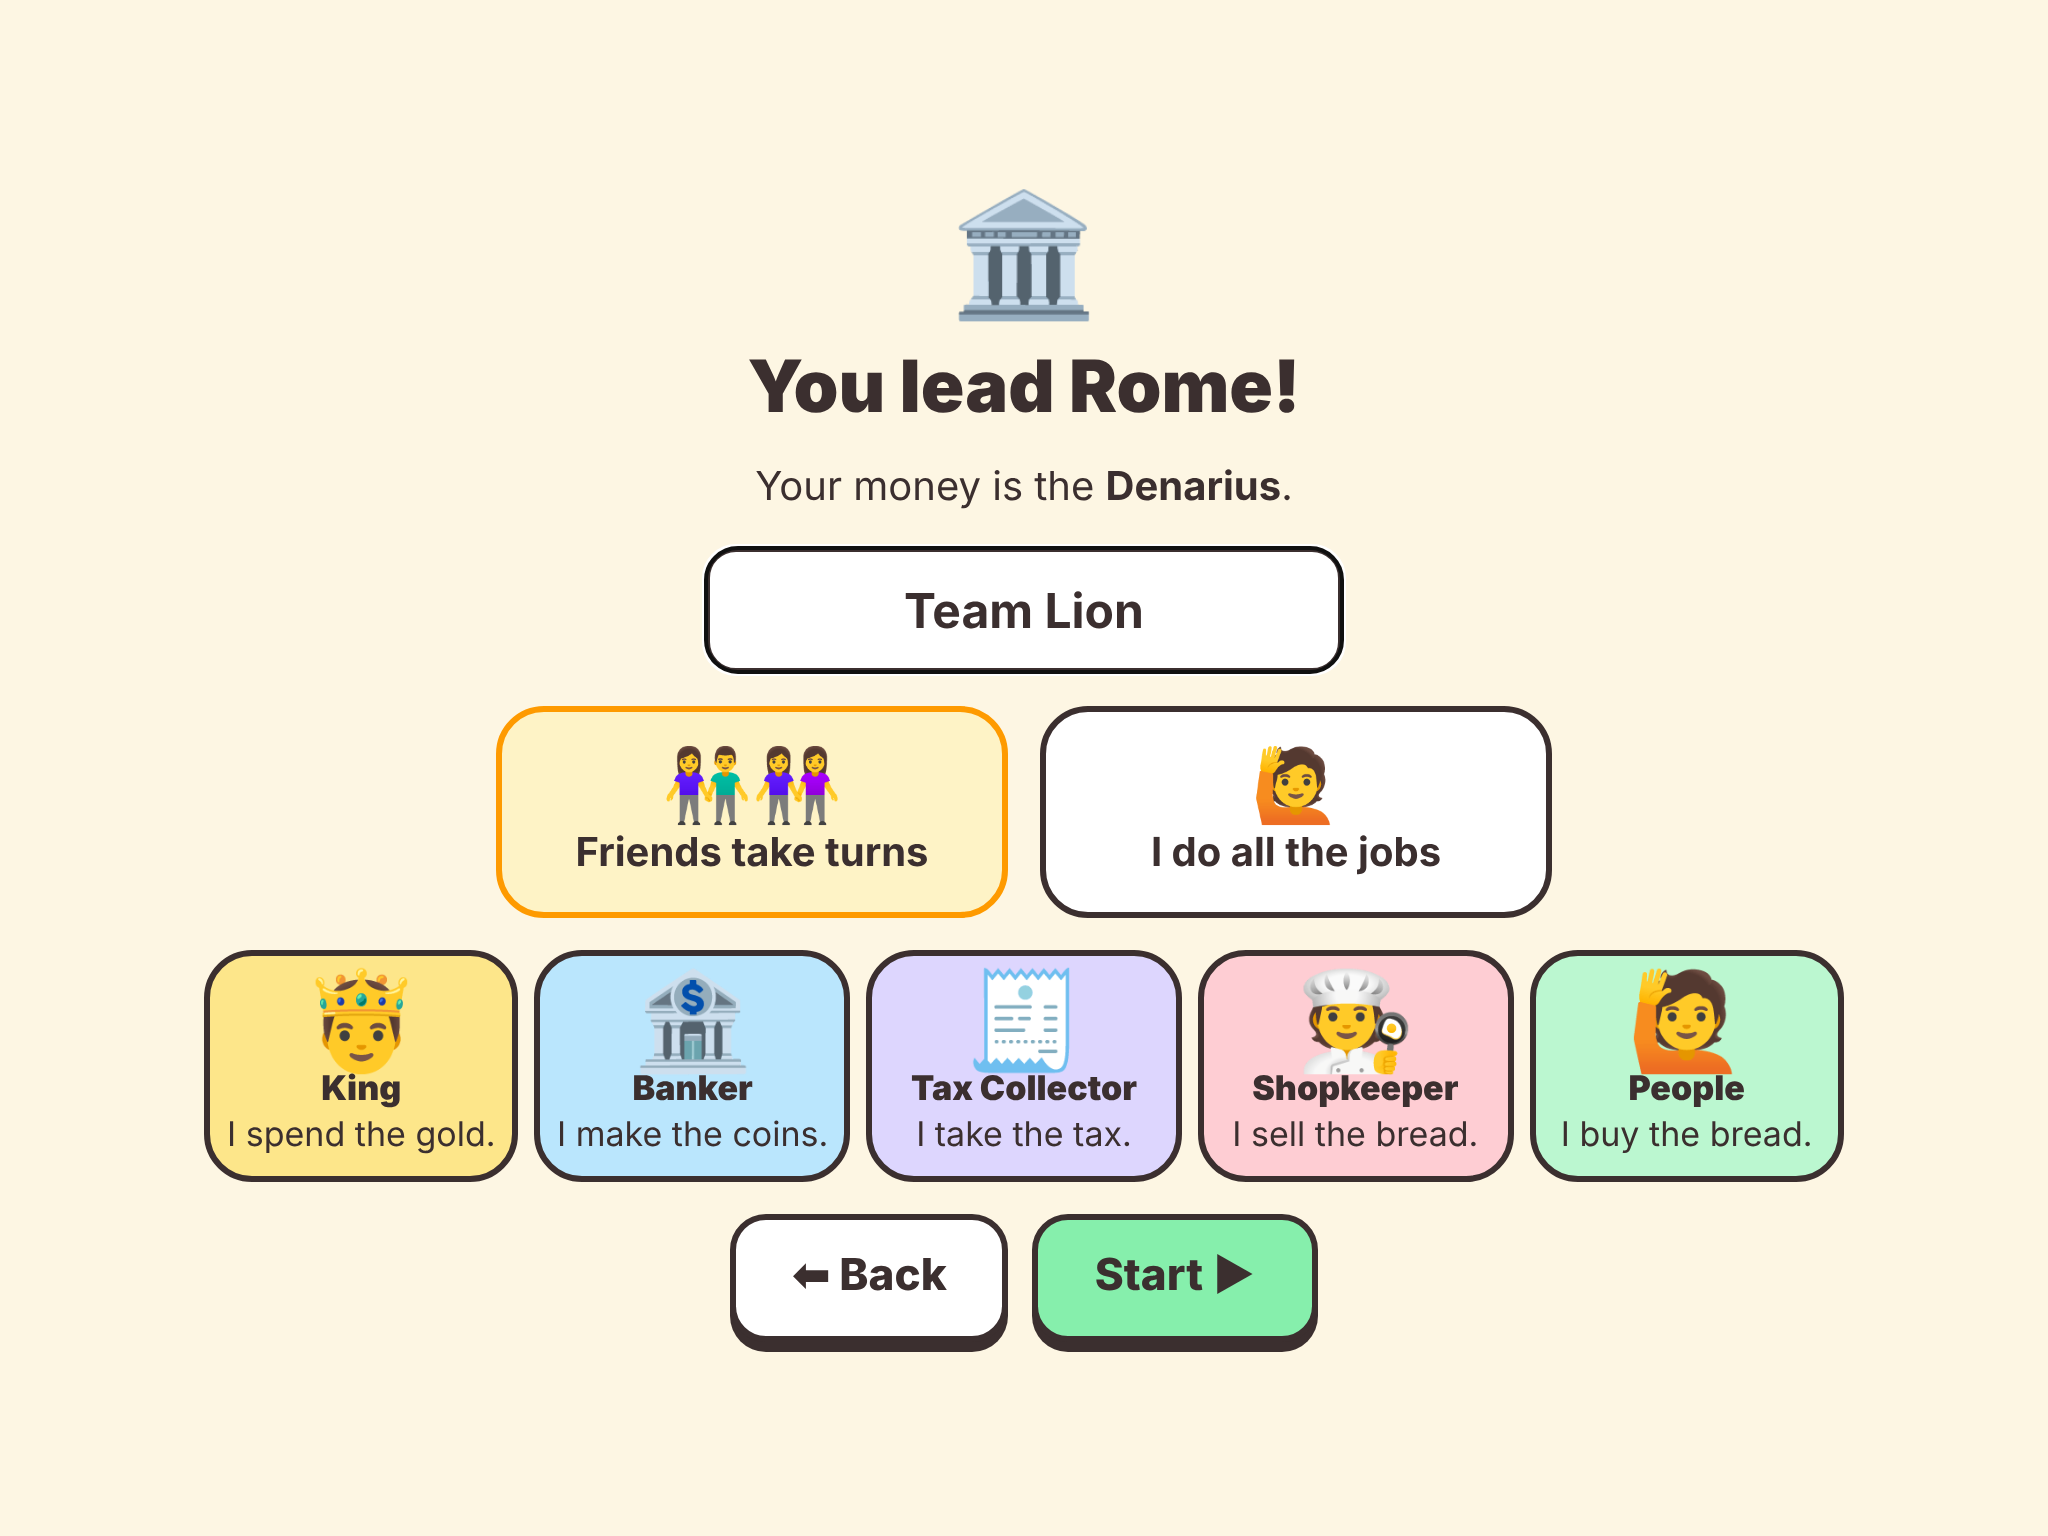 You lead Rome!
Your money is the Denarius.
Team Lion
Friends take turns
I do all the jobs
King
I spend the gold.
$
Banker
I make the coins.
Tax Collector
I take the tax.
Shopkeeper
I sell the bread.
People
I buy the bread.
⬅ Back
Start ▶